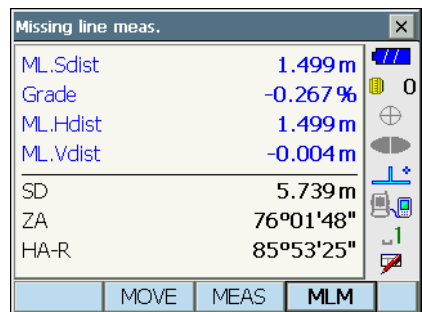 Missing line meas.
ML.Sdist 1.499 m
Grade -0.267 %
ML.Hdist 1.499 m
ML.Vdist -0.004 m
SD 5.739 m
ZA 76°01'48"
HA-R 85°53'25"
0
1
MOVE MEAS MLM